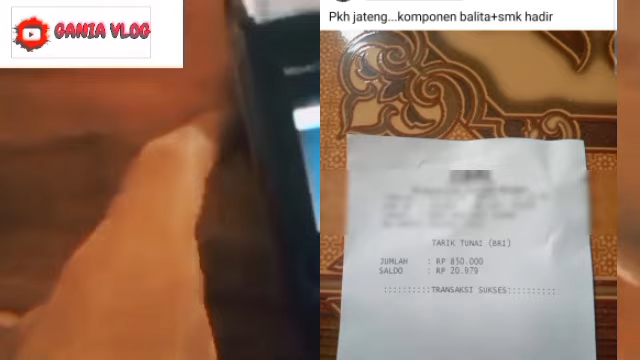 GANIA VLOG
Pkh jateng...komponen balita+smk hadir
TARIK TUNAI (BRI)
JUMLAH : RP 850.000
SALDO : RP 20.979
::::::::::TRANSAKSI SUKSES::::::::::